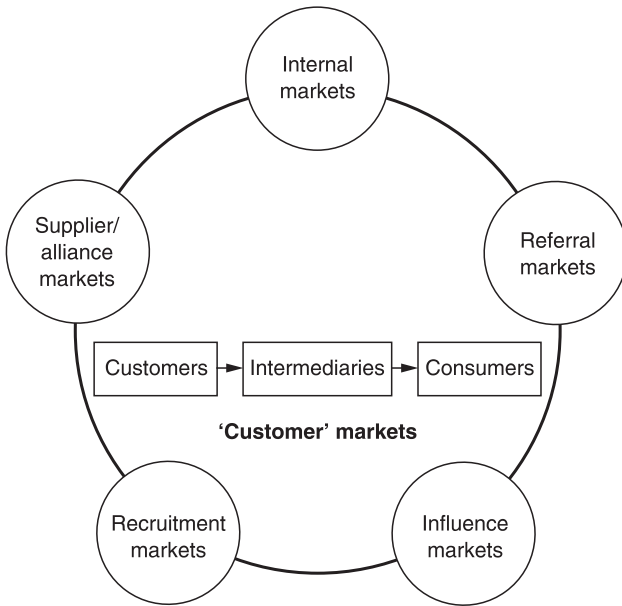 Internal
markets
Supplier/
alliance
markets
Referral
markets
Customers
Intermediaries
Consumers
‘Customer’ markets
Recruitment
markets
Influence
markets